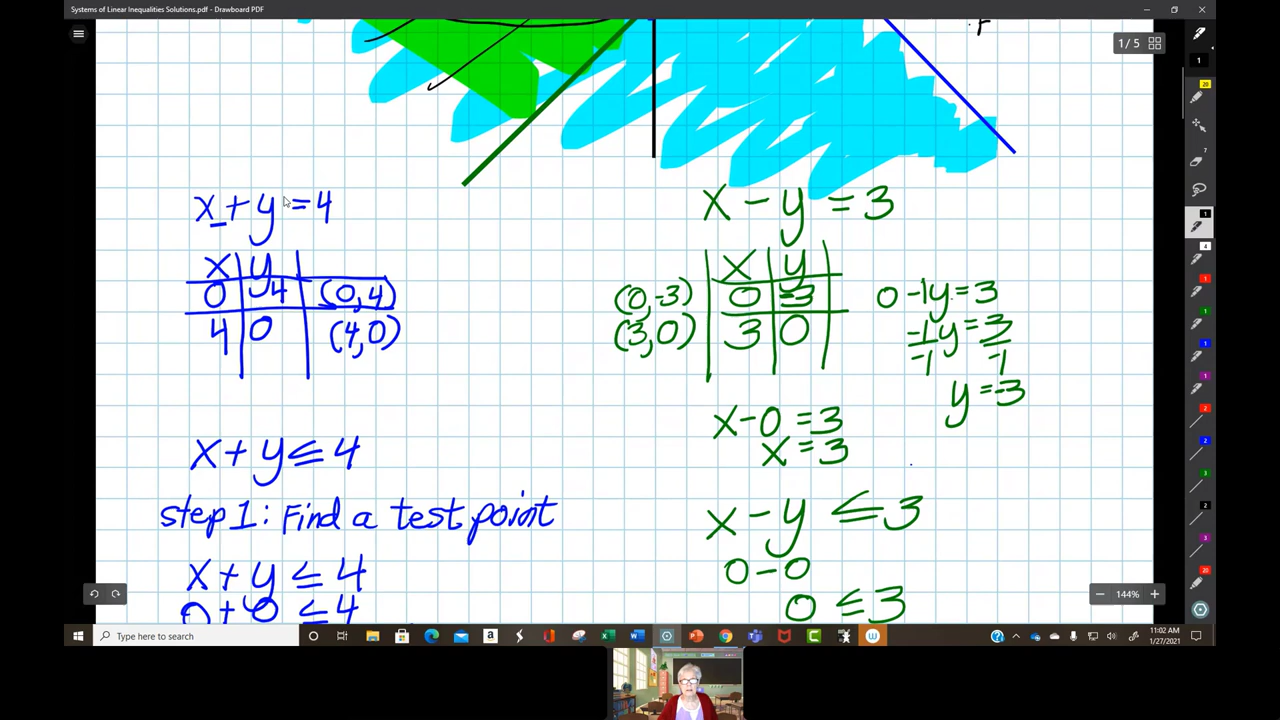 Systems of Linear Inequalities Solutions.pdf - Drawboard PDF
1 / 5
x + y = 4
x y
0 4 (0,4)
4 0 (4,0)
x + y ≤ 4
step 1: Find a test point
x + y ≤ 4
0 + 0 ≤ 4
x - y = 3
x y
(0,-3) 0 -3
(3,0) 3 0
0 - 1y = 3
-1y = 3
-1 -1
y = -3
x - 0 = 3
x = 3
x - y ≤ 3
0 - 0
0 ≤ 3
144%
Type here to search
11:02 AM
1/27/2021